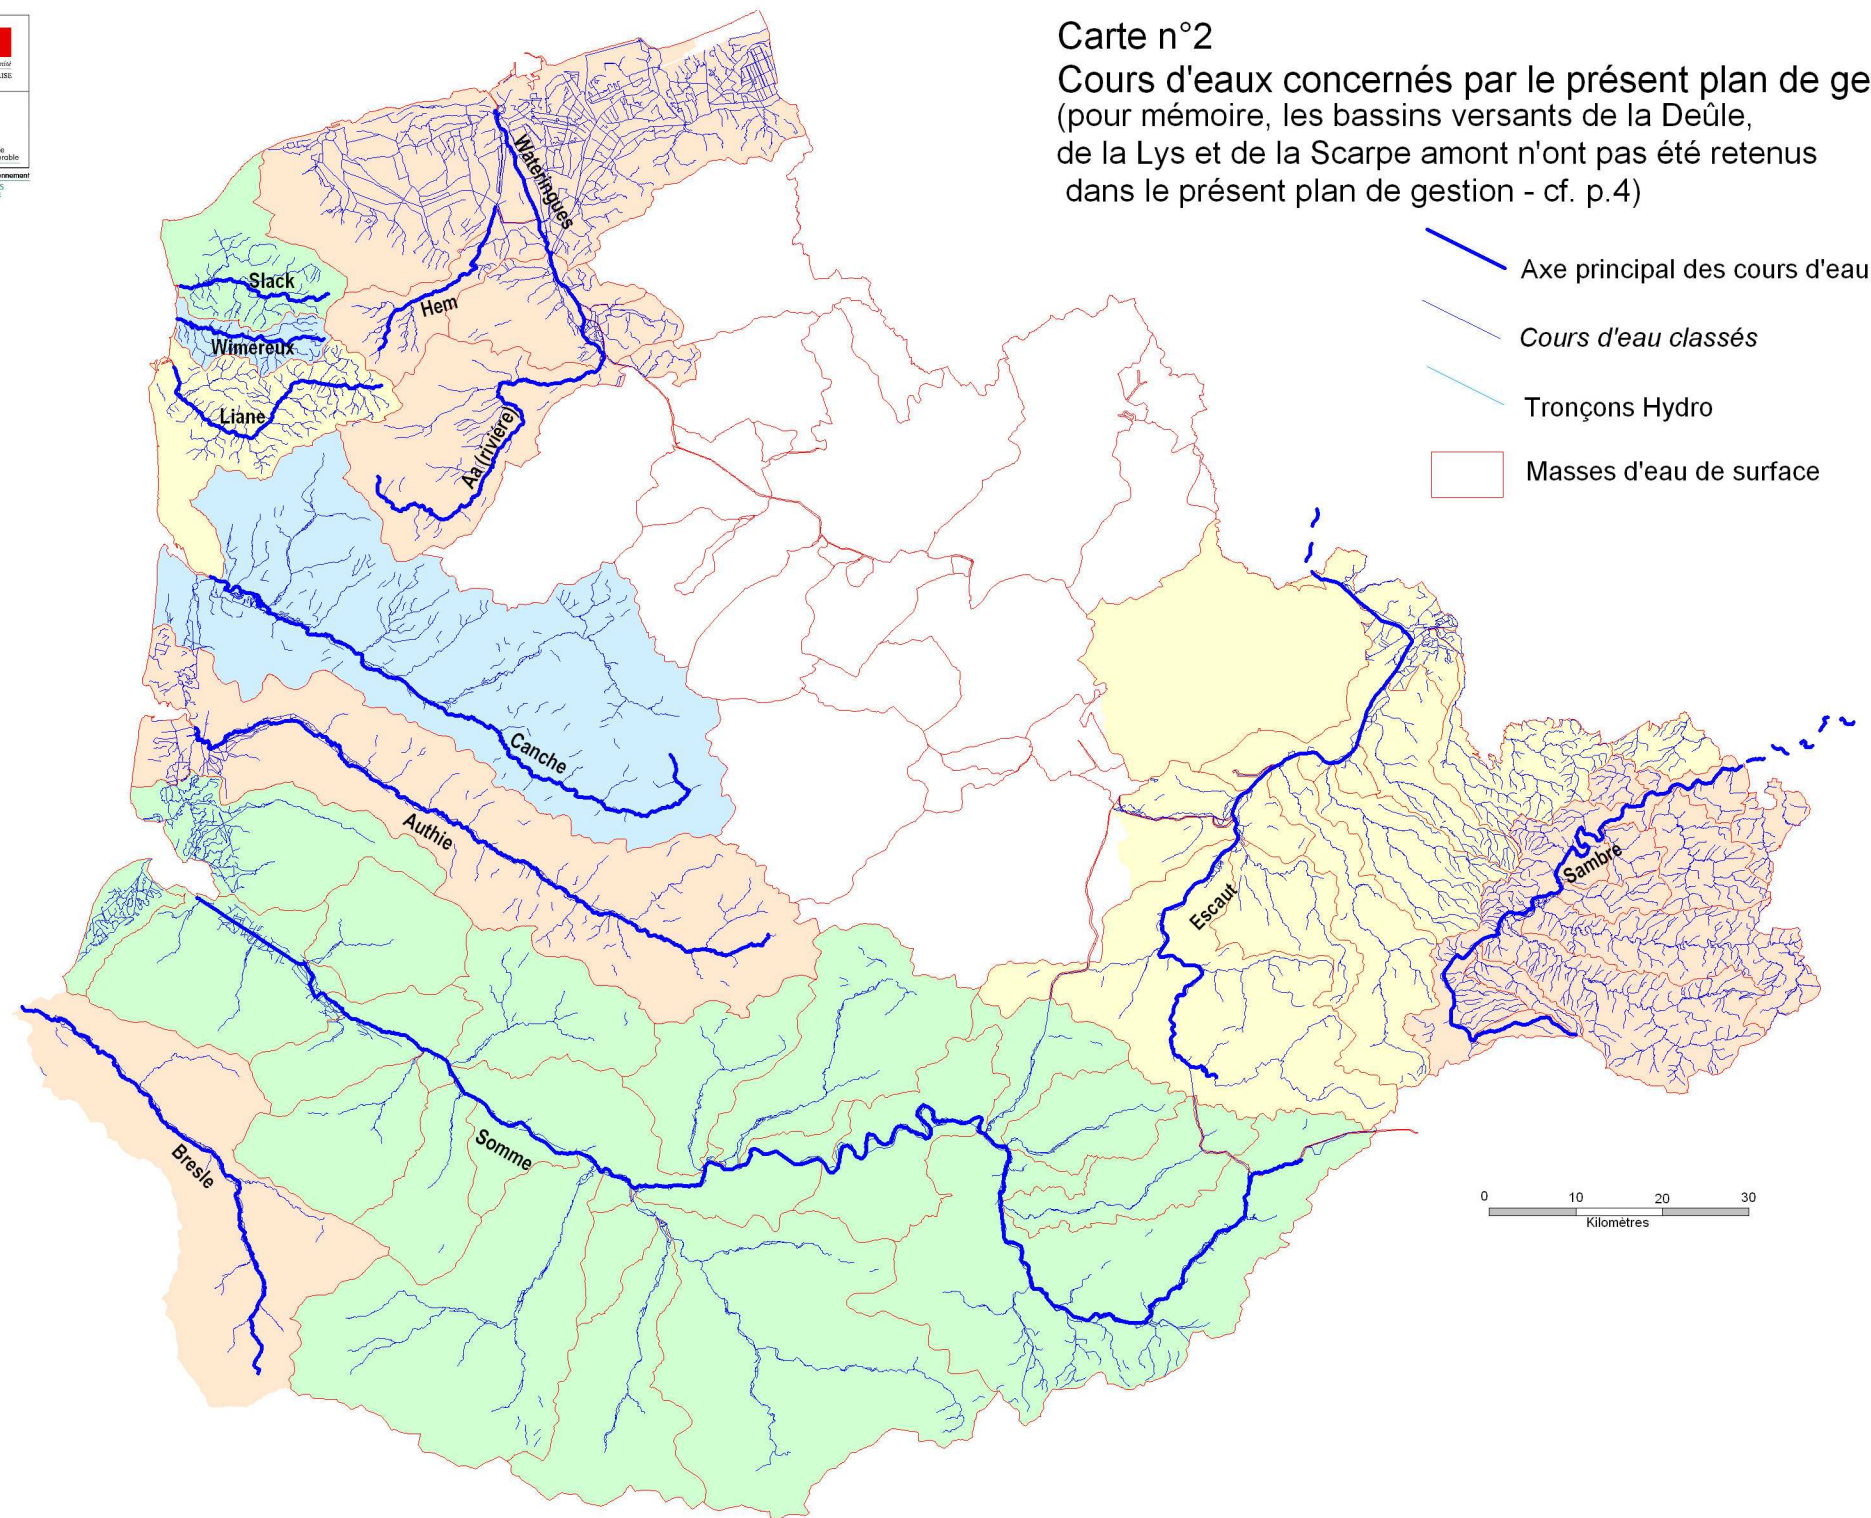 Carte n°2
Cours d'eaux concernés par le présent plan de ge
(pour mémoire, les bassins versants de la Deûle,
de la Lys et de la Scarpe amont n'ont pas été retenus
dans le présent plan de gestion - cf. p.4)
Axe principal des cours d'eau
Cours d'eau classés
Tronçons Hydro
Masses d'eau de surface
Wateringues
Slack
Hem
Wimereux
Liane
Aa (rivière)
Canche
Authie
Sambre
Escaut
Somme
Bresle
0 10 20 30
Kilomètres